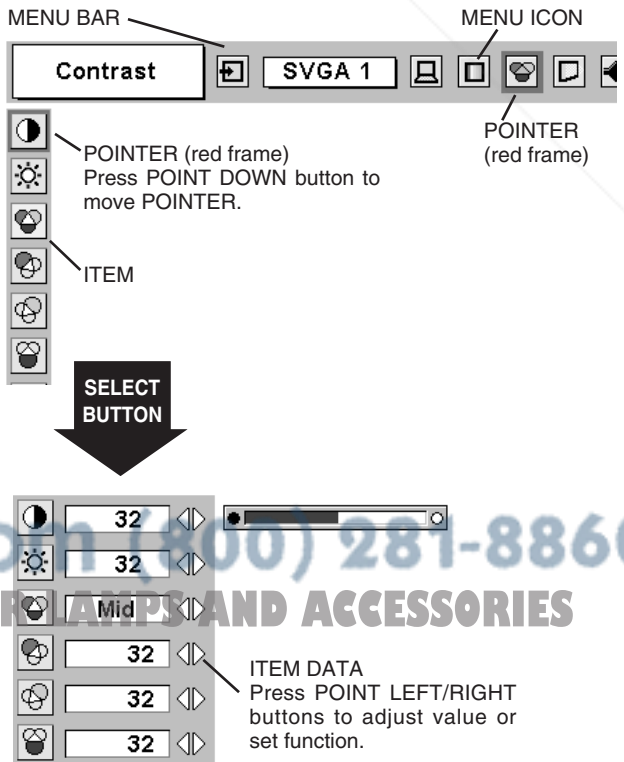 MENU BAR
MENU ICON
Contrast
SVGA 1
POINTER
(red frame)
POINTER (red frame)
Press POINT DOWN button to
move POINTER.
ITEM
SELECT
BUTTON
32
32
Mid
32
32
32
ITEM DATA
Press POINT LEFT/RIGHT
buttons to adjust value or
set function.
om (800) 281-8860
R LAMPS AND ACCESSORIES